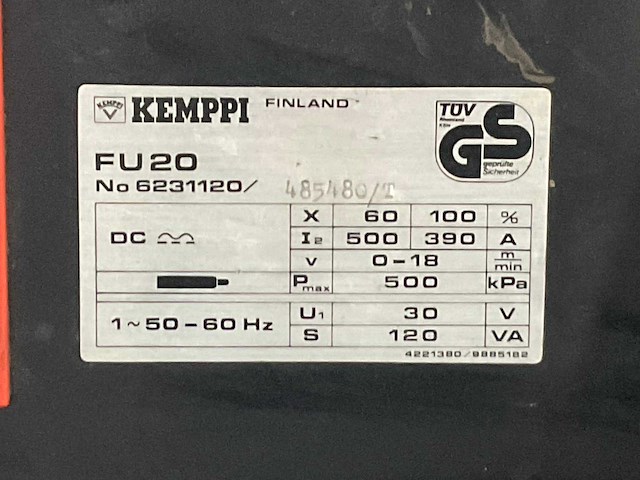 KEMPPI KEMPPI FINLAND
TÜV
Rheinland
GS
geprüfte
Sicherheit
FU20
No 6231120/ 485480/T
X 60 100 %
DC I2 500 390 A
v 0-18 m/min
Pmax 500 kPa
1~50-60 Hz U1 30 V
S 120 VA
4221380/9885182